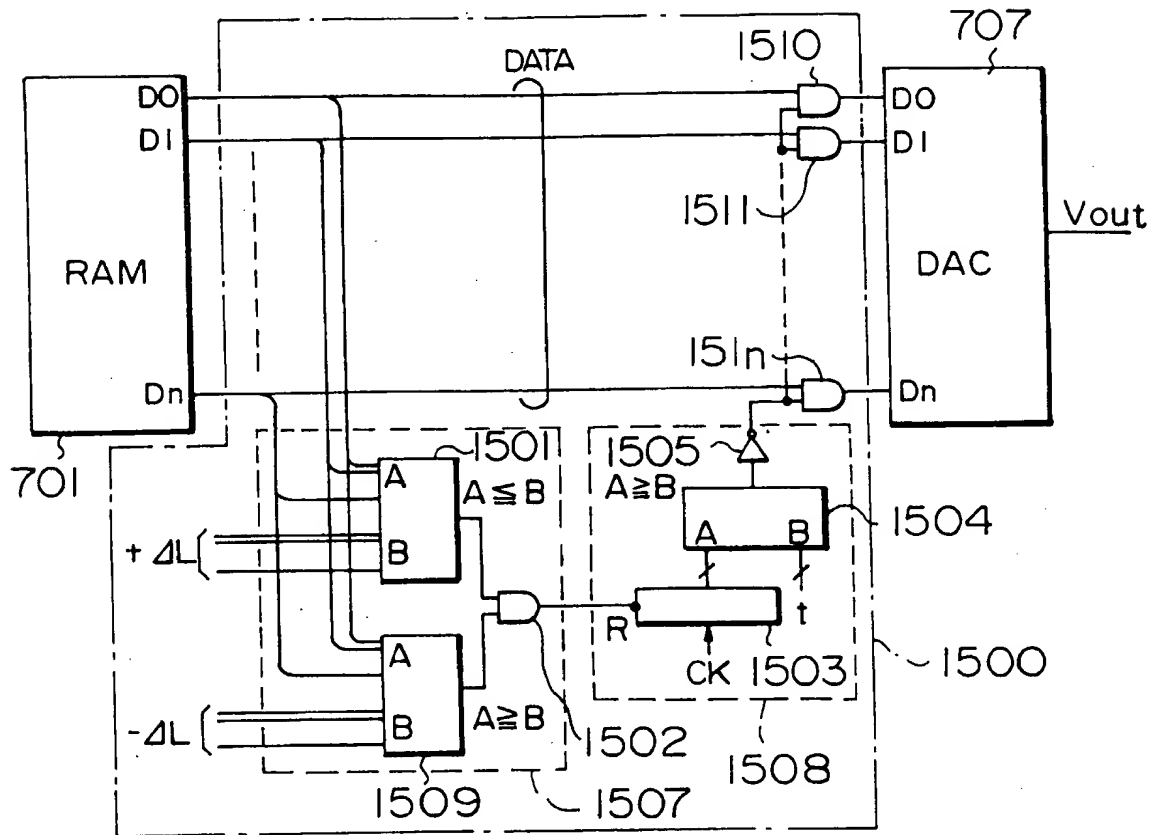 1510
707
DATA
D0
D0
D1
D1
1511
Vout
RAM
DAC
151n
Dn
Dn
701
1501
1505
A
A≦B
A≧B
1504
+ΔL
B
A B
t
R
1500
A
CK 1503
-ΔL
B
A≧B
1502
1508
1509
1507